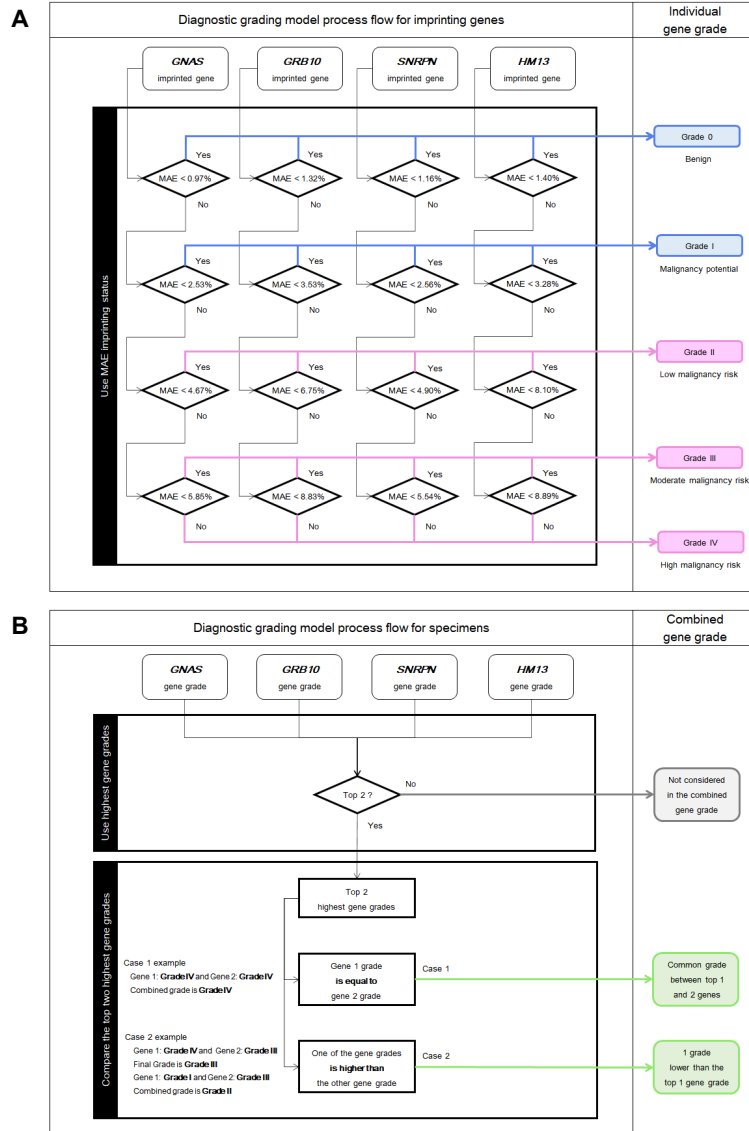 A
Diagnostic grading model process flow for imprinting genes
Individual
gene grade
GNAS
imprinted gene
GRB10
imprinted gene
SNRPN
imprinted gene
HM13
imprinted gene
Use MAE imprinting status
Yes
Yes
Yes
Yes
Grade 0
Benign
MAE < 0.97%
MAE < 1.32%
MAE < 1.16%
MAE < 1.40%
No
No
No
No
Yes
Yes
Yes
Yes
Grade I
Malignancy potential
MAE < 2.53%
MAE < 3.53%
MAE < 2.56%
MAE < 3.28%
No
No
No
No
Yes
Yes
Yes
Yes
Grade II
Low malignancy risk
MAE < 4.67%
MAE < 6.75%
MAE < 4.90%
MAE < 8.10%
No
No
No
No
Yes
Yes
Yes
Yes
Grade III
Moderate malignancy risk
MAE < 5.85%
MAE < 8.83%
MAE < 5.54%
MAE < 8.89%
No
No
No
No
Grade IV
High malignancy risk
B
Diagnostic grading model process flow for specimens
Combined
gene grade
GNAS
gene grade
GRB10
gene grade
SNRPN
gene grade
HM13
gene grade
Use highest gene grades
Top 2 ?
No
Yes
Not considered
in the combined
gene grade
Compare the top two highest gene grades
Top 2
highest gene grades
Case 1 example
Gene 1: Grade IV and Gene 2: Grade IV
Combined grade is Grade IV
Gene 1 grade
is equal to
gene 2 grade
Case 1
Common grade
between top 1
and 2 genes
Case 2 example
Gene 1: Grade IV and Gene 2: Grade III
Final Grade is Grade III
Gene 1: Grade I and Gene 2: Grade III
Combined grade is Grade II
One of the gene grades
is higher than
the other gene grade
Case 2
1 grade
lower than the
top 1 gene grade